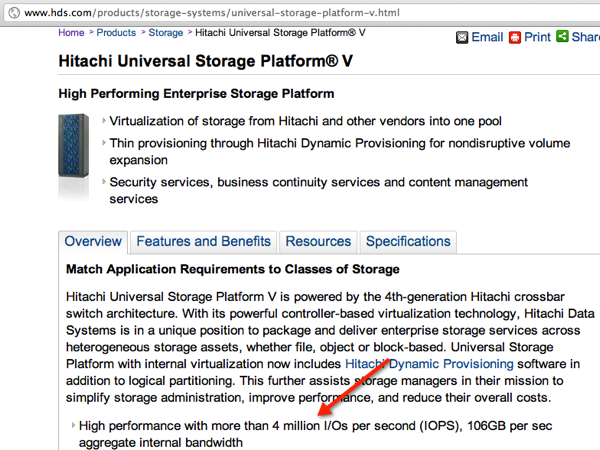 www.hds.com/products/storage-systems/universal-storage-platform-v.html
Home > Products > Storage > Hitachi Universal Storage Platform® V
Email Print Share
Hitachi Universal Storage Platform® V
High Performing Enterprise Storage Platform
Virtualization of storage from Hitachi and other vendors into one pool
Thin provisioning through Hitachi Dynamic Provisioning for nondisruptive volume
expansion
Security services, business continuity services and content management
services
Overview Features and Benefits Resources Specifications
Match Application Requirements to Classes of Storage
Hitachi Universal Storage Platform V is powered by the 4th-generation Hitachi crossbar
switch architecture. With its powerful controller-based virtualization technology, Hitachi Data
Systems is in a unique position to package and deliver enterprise storage services across
heterogeneous storage assets, whether file, object or block-based. Universal Storage
Platform with internal virtualization now includes Hitachi Dynamic Provisioning software in
addition to logical partitioning. This further assists storage managers in their mission to
simplify storage administration, improve performance, and reduce their overall costs.
High performance with more than 4 million I/Os per second (IOPS), 106GB per sec
aggregate internal bandwidth